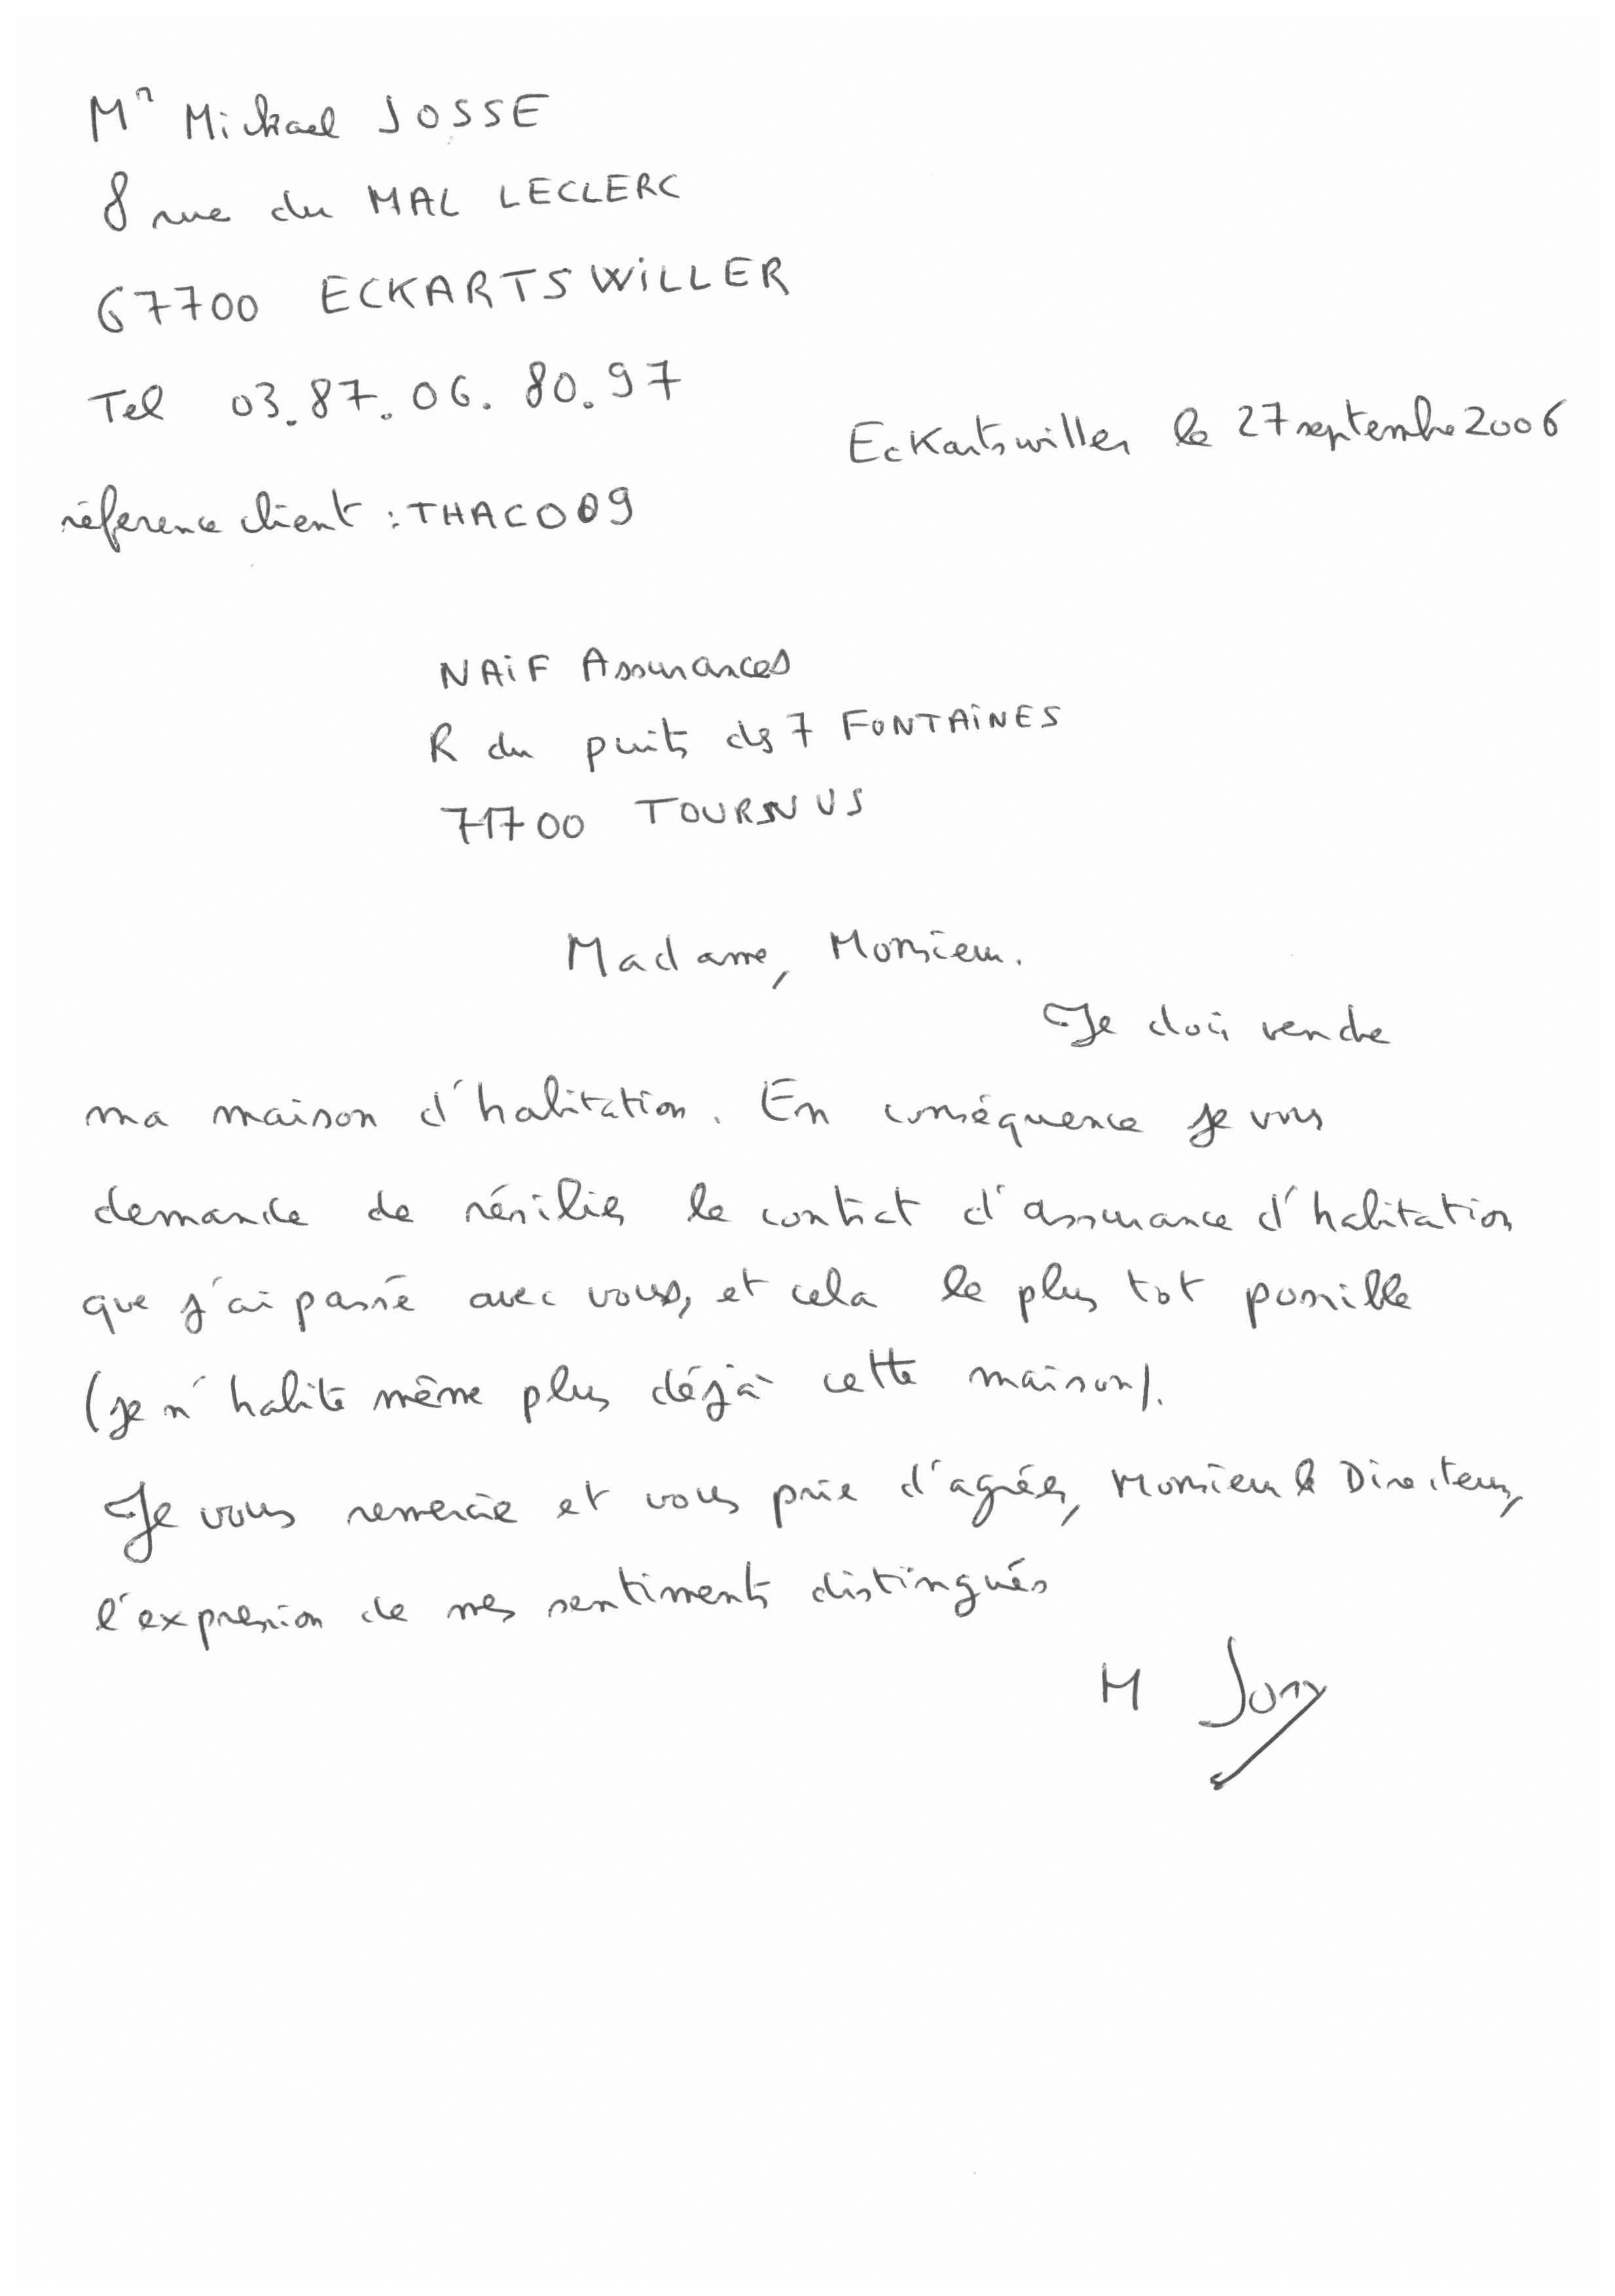 Mr Mickael JOSSE
8 rue du MAL LECLERC
67700 ECKARTSWILLER
Tel 03.87.06.80.97
Eckartswiller le 27 septembre 2006
réference client : THACO09
NAiF Assurances
R du puits des 7 FONTAiNES
71700 TOURNUS
Madame, Monsieur.
Je dois vendre
ma maison d'habitation. En conséquence je vous
demande de résilier le contrat d'assurance d'habitation
que j'ai passé avec vous, et cela le plus tot possible
(je n'habite même plus déjà cette maison).
Je vous remercie et vous prie d'agréer, Monsieur le Directeur,
l'expression de mes sentiments distingués
M Josse